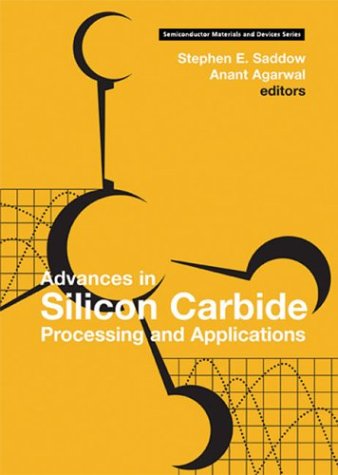 Semiconductor Materials and Devices Series
Stephen E. Saddow
Anant Agarwal
editors
Advances in
Silicon Carbide
Processing and Applications